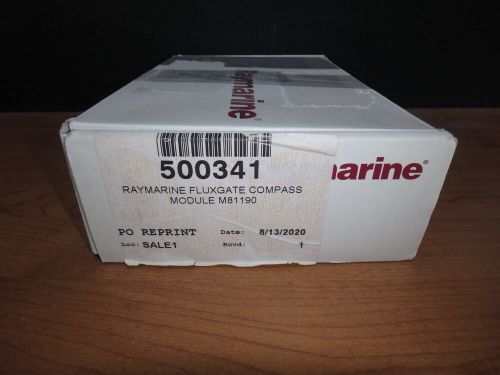 Raymarine
500341
RAYMARINE FLUXGATE COMPASS
MODULE M81190
PO REPRINT Date: 8/13/2020
Loc: SALE1 Rcvd: 1
marine®